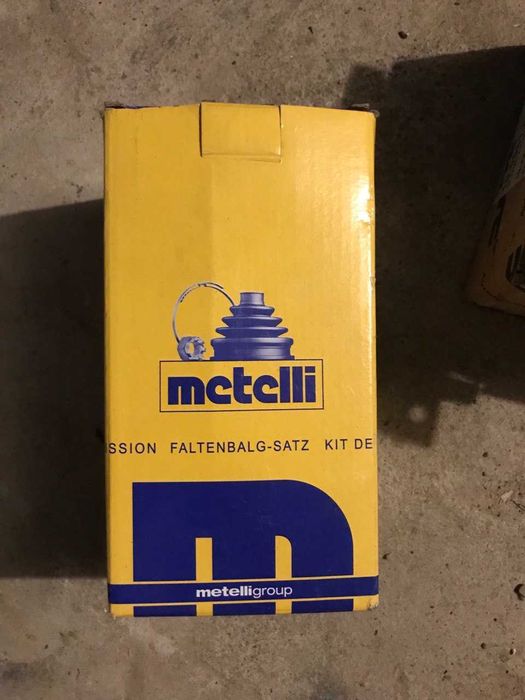 metelli
SSION FALTENBALG-SATZ KIT DE
m
metelligroup